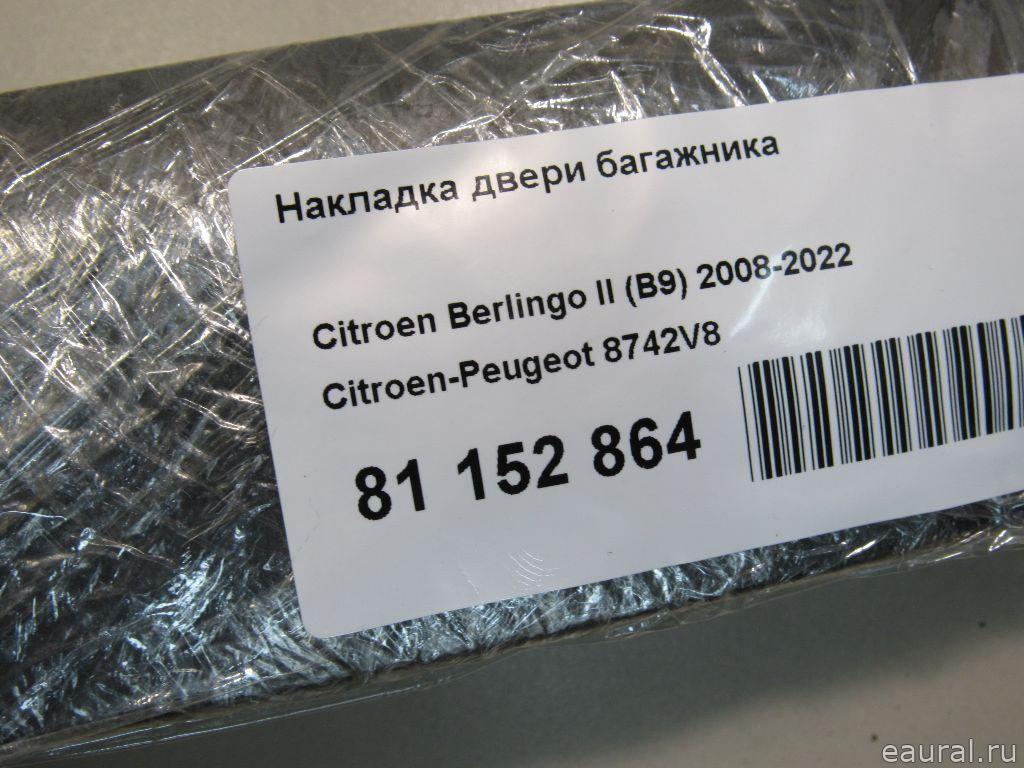 Накладка двери багажника
Citroen Berlingo II (B9) 2008-2022
Citroen-Peugeot 8742V8
81 152 864
eaural.ru